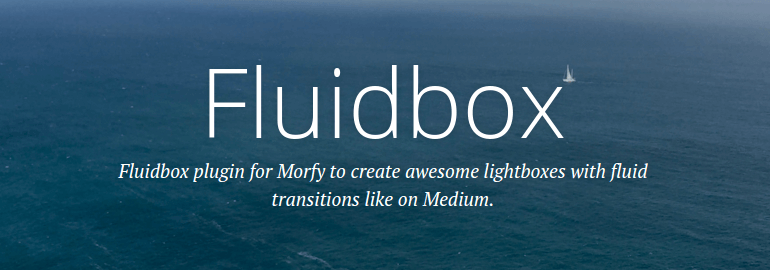 Fluidbox
Fluidbox plugin for Morfy to create awesome lightboxes with fluid
transitions like on Medium.